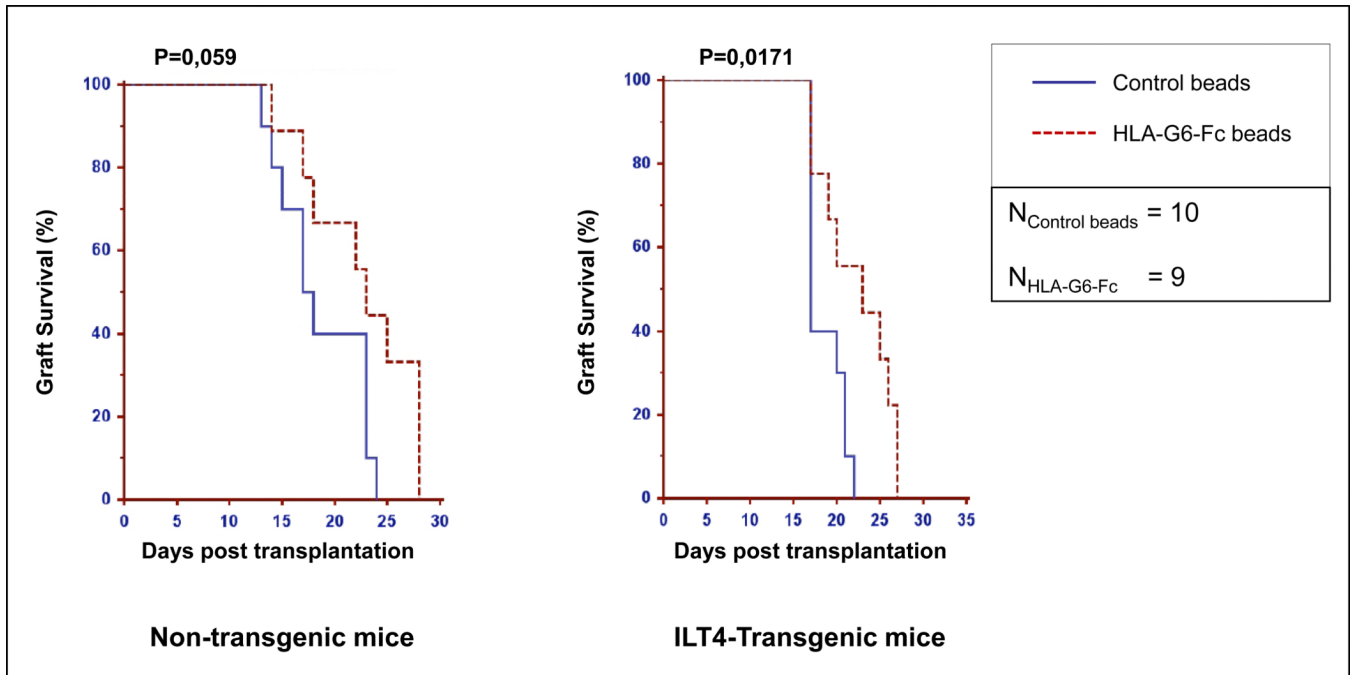 P=0,059
100
80
60
40
20
0
Graft Survival (%)
0 5 10 15 20 25 30
Days post transplantation
Non-transgenic mice
P=0,0171
100
80
60
40
20
0
Graft Survival (%)
0 5 10 15 20 25 30 35
Days post transplantation
ILT4-Transgenic mice
Control beads
HLA-G6-Fc beads
N Control beads = 10
N HLA-G6-Fc = 9